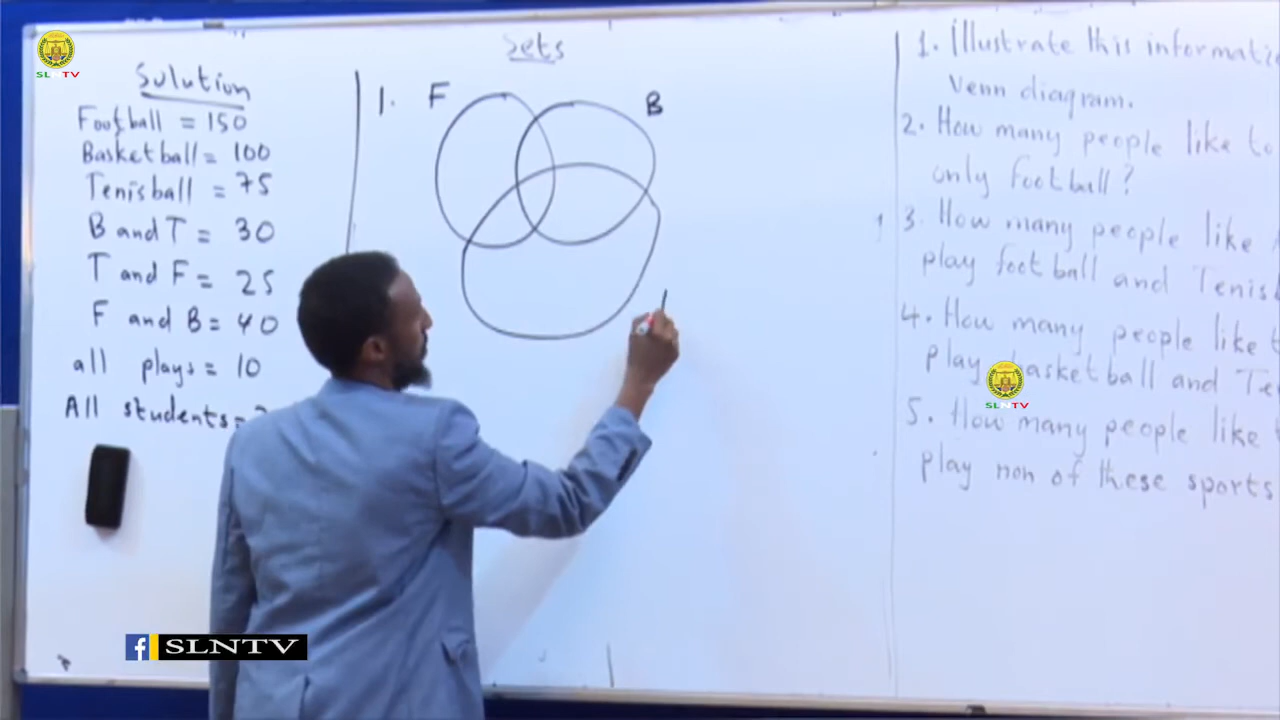 SLNTV
Sets
Solution
Football = 150
Basketball = 100
Tenisball = 75
B and T = 30
T and F = 25
F and B = 40
all plays = 10
All students =
1. F
B
1. Illustrate this
venn diagram.
2. How many people like to
only football?
3. How many people like
play football and
4. How many people like
play basketball and
SLNTV
5. How many people like
play non of these sports
f SLNTV